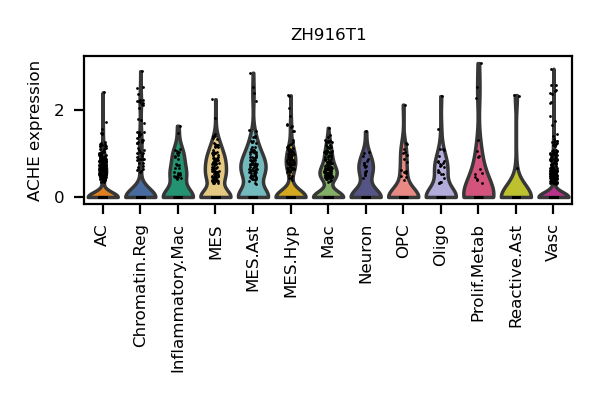 ZH916T1
ACHE expression
2
0
AC
Chromatin.Reg
Inflammatory.Mac
MES
MES.Ast
MES.Hyp
Mac
Neuron
OPC
Oligo
Prolif.Metab
Reactive.Ast
Vasc